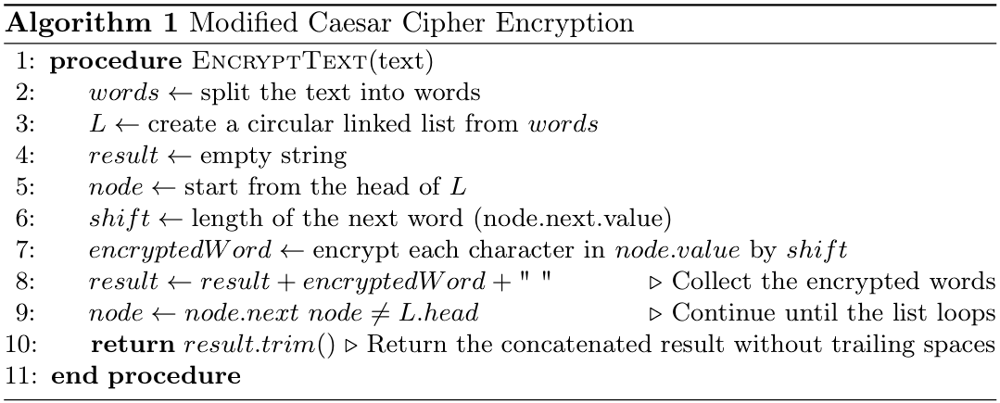 Algorithm 1 Modified Caesar Cipher Encryption
1: procedure EncryptText(text)
2: words ← split the text into words
3: L ← create a circular linked list from words
4: result ← empty string
5: node ← start from the head of L
6: shift ← length of the next word (node.next.value)
7: encryptedWord ← encrypt each character in node.value by shift
8: result ← result + encryptedWord + " " ▷ Collect the encrypted words
9: node ← node.next node ≠ L.head ▷ Continue until the list loops
10: return result.trim() ▷ Return the concatenated result without trailing spaces
11: end procedure